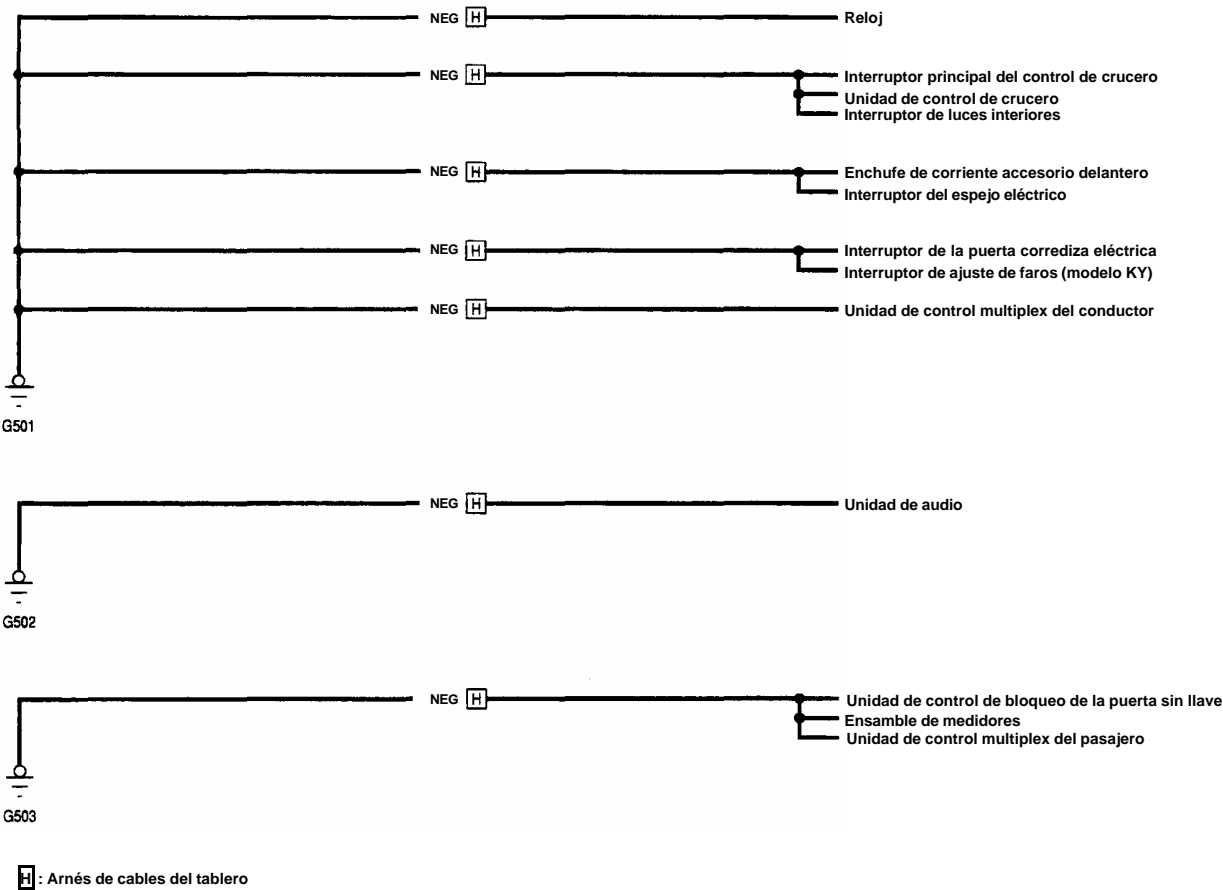 NEG H Reloj
NEG H Interruptor principal del control de crucero
Unidad de control de crucero
Interruptor de luces interiores
NEG H Enchufe de corriente accesorio delantero
Interruptor del espejo eléctrico
NEG H Interruptor de la puerta corrediza eléctrica
Interruptor de ajuste de faros (modelo KY)
NEG H Unidad de control multiplex del conductor
G501
NEG H Unidad de audio
G502
NEG H Unidad de control de bloqueo de la puerta sin llave
Ensamble de medidores
Unidad de control multiplex del pasajero
G503
H : Arnés de cables del tablero